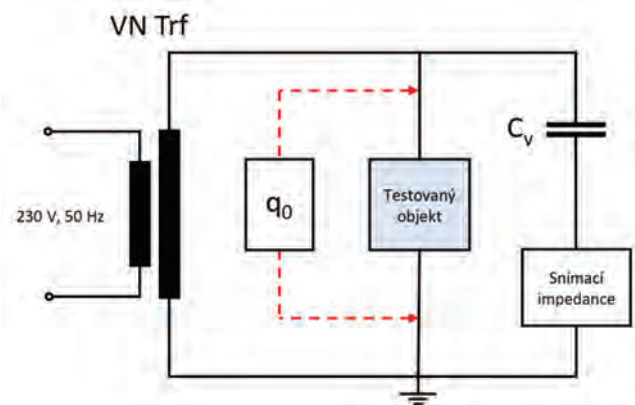 VN Trf
230 V, 50 Hz
q₀
Testovaný
objekt
Cᵥ
Snímací
impedance